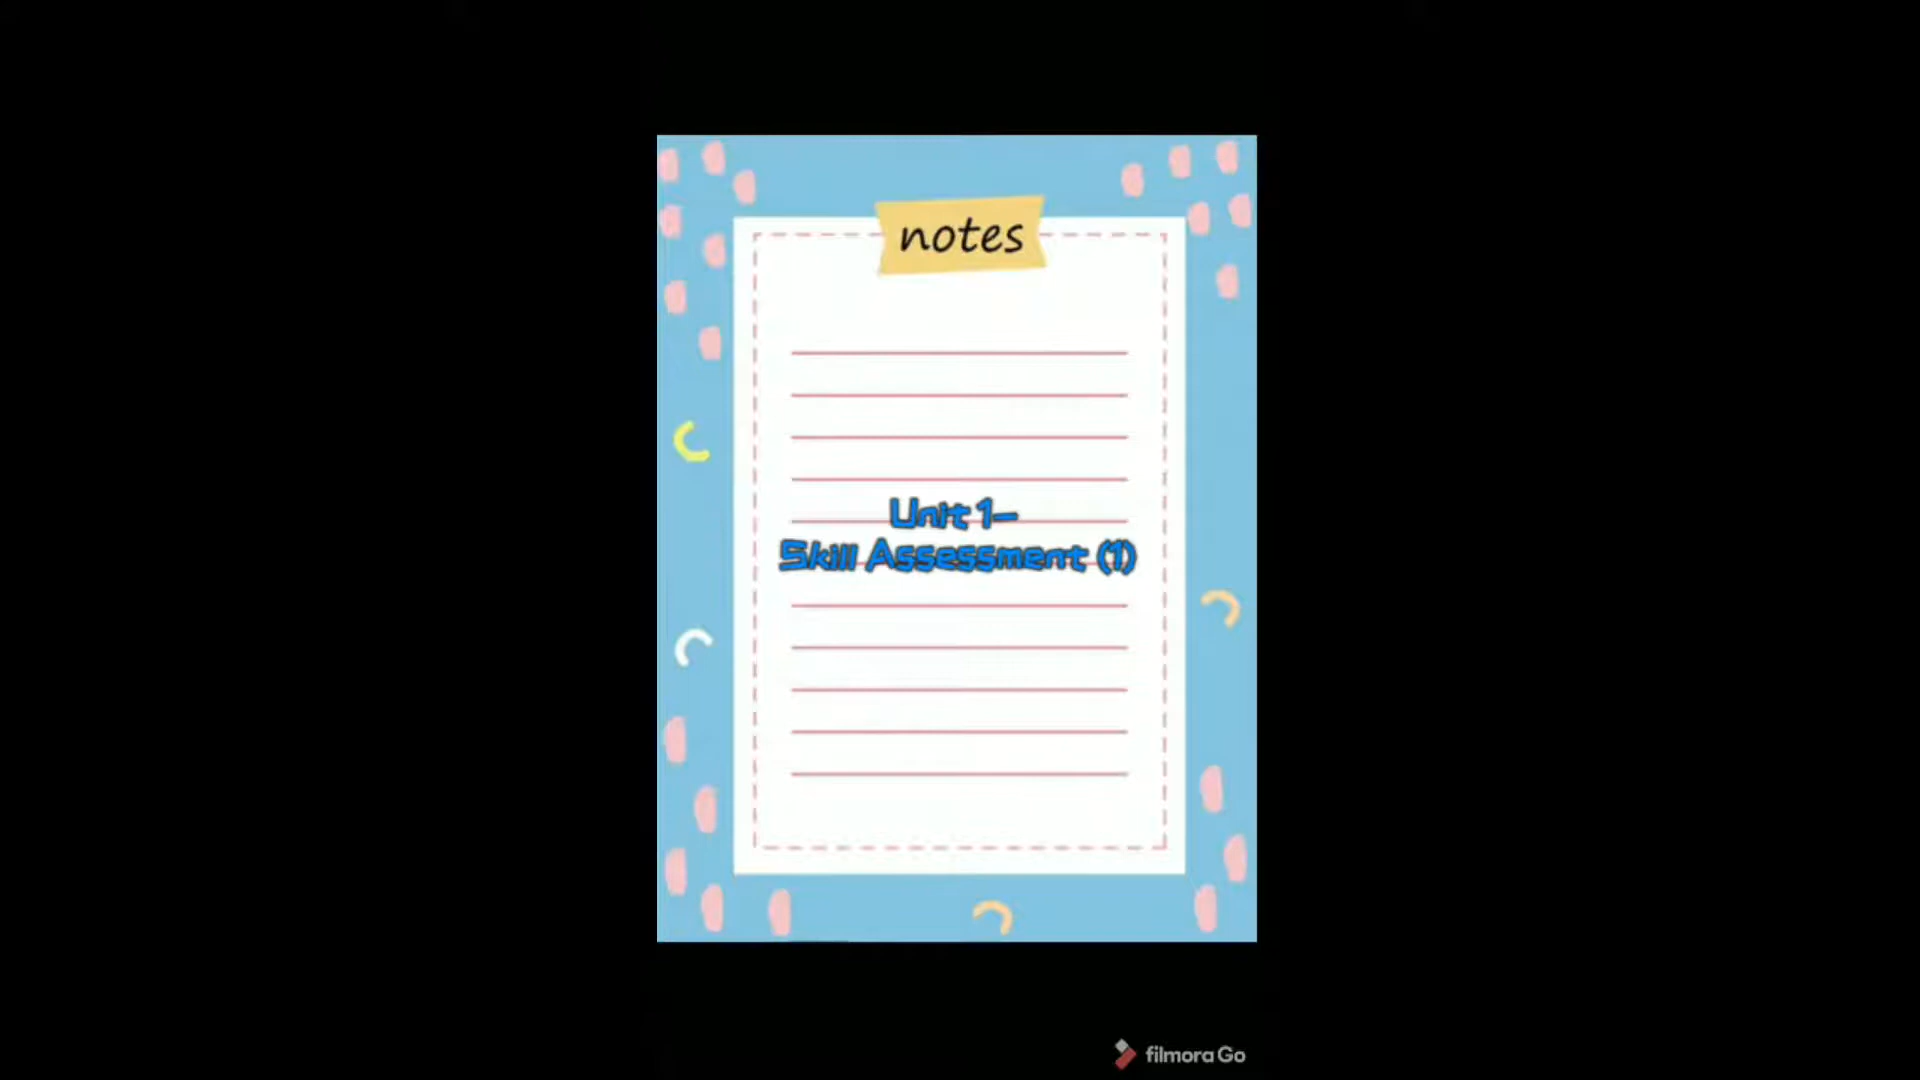 notes
Unit 1-
Skill Assessment (1)
filmora Go